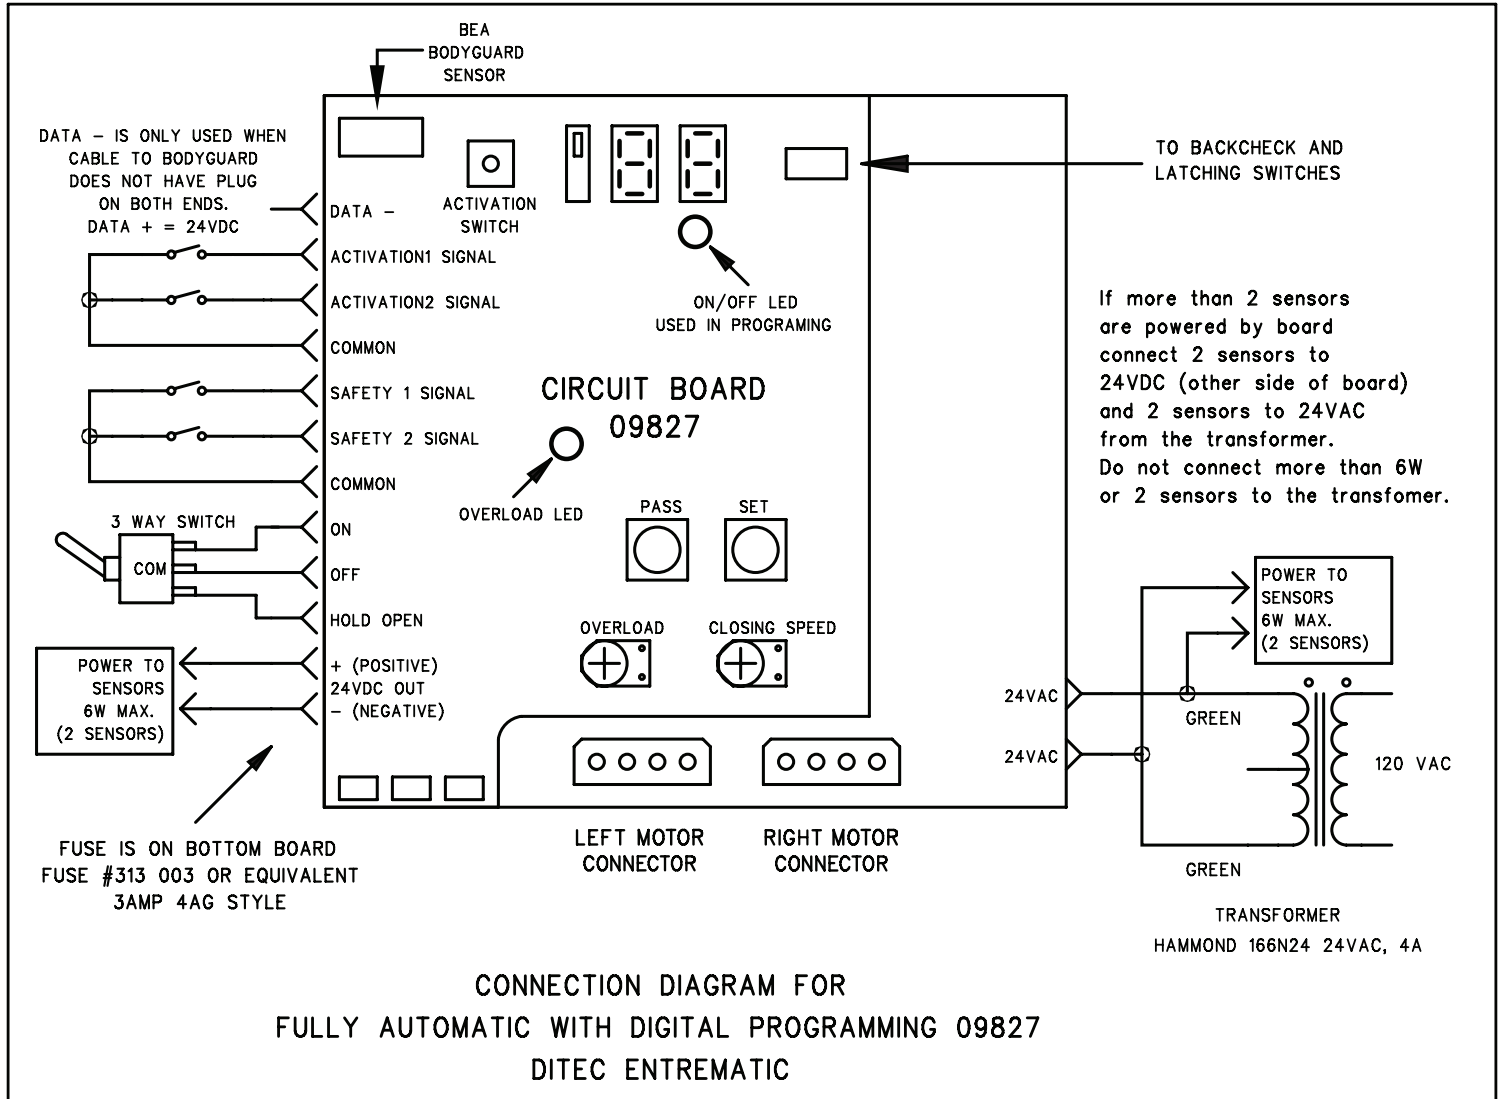 BEA
BODYGUARD
SENSOR
DATA - IS ONLY USED WHEN
CABLE TO BODYGUARD
DOES NOT HAVE PLUG
ON BOTH ENDS.
DATA + = 24VDC
DATA -
ACTIVATION1 SIGNAL
ACTIVATION2 SIGNAL
COMMON
SAFETY 1 SIGNAL
SAFETY 2 SIGNAL
COMMON
3 WAY SWITCH
COM
ON
OFF
HOLD OPEN
+ (POSITIVE)
24VDC OUT
- (NEGATIVE)
POWER TO
SENSORS
6W MAX.
(2 SENSORS)
FUSE IS ON BOTTOM BOARD
FUSE #313 003 OR EQUIVALENT
3AMP 4AG STYLE
ACTIVATION
SWITCH
8
8
ON/OFF LED
USED IN PROGRAMING
CIRCUIT BOARD
09827
OVERLOAD LED
PASS
SET
OVERLOAD
CLOSING SPEED
LEFT MOTOR
CONNECTOR
RIGHT MOTOR
CONNECTOR
TO BACKCHECK AND
LATCHING SWITCHES
If more than 2 sensors
are powered by board
connect 2 sensors to
24VDC (other side of board)
and 2 sensors to 24VAC
from the transformer.
Do not connect more than 6W
or 2 sensors to the transfomer.
POWER TO
SENSORS
6W MAX.
(2 SENSORS)
24VAC
GREEN
24VAC
120 VAC
GREEN
TRANSFORMER
HAMMOND 166N24 24VAC, 4A
CONNECTION DIAGRAM FOR
FULLY AUTOMATIC WITH DIGITAL PROGRAMMING 09827
DITEC ENTREMATIC